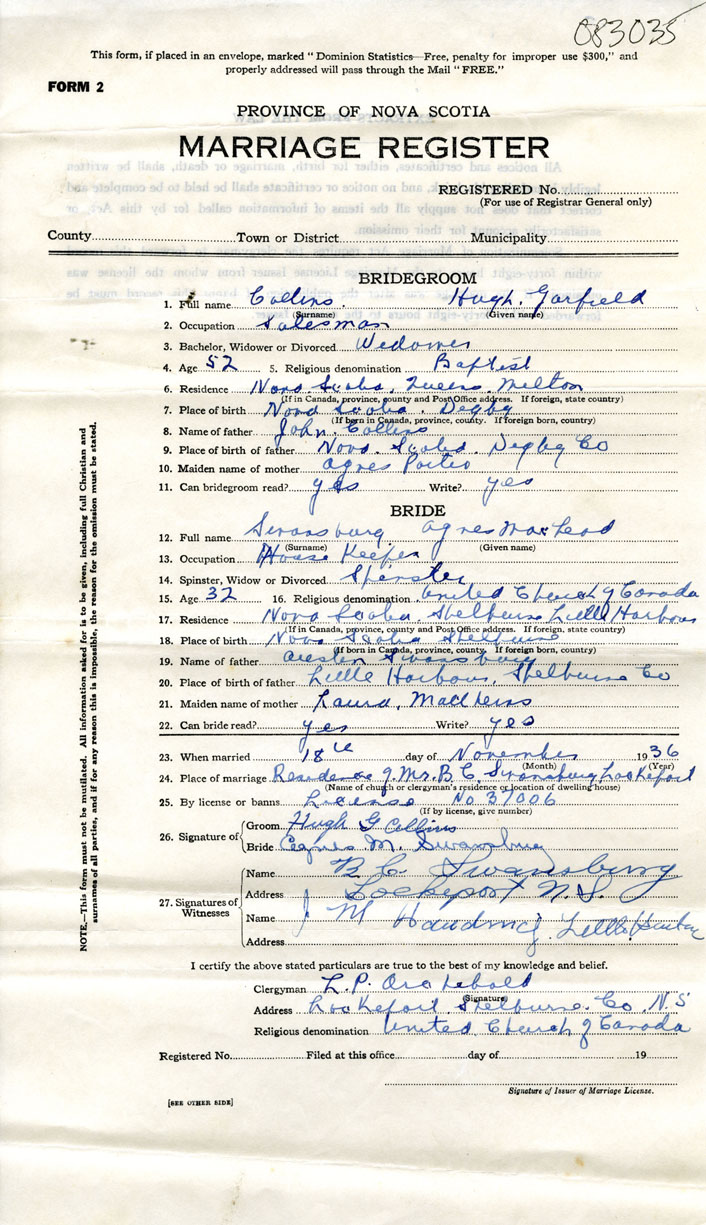 083035
This form, if placed in an envelope, marked "Dominion Statistics—Free, penalty for improper use $300," and
properly addressed will pass through the Mail "FREE."
FORM 2
PROVINCE OF NOVA SCOTIA
MARRIAGE REGISTER
REGISTERED No.
(For use of Registrar General only)
County Town or District Municipality
BRIDEGROOM
1. Full name Collins Hugh Garfield
(Surname) (Given name)
2. Occupation Salesman
3. Bachelor, Widower or Divorced Widower
4. Age 52 5. Religious denomination Baptist
6. Residence Nova Scotia, Queens, Milton
(If in Canada, province, county and Post Office address. If foreign, state country)
7. Place of birth Nova Scotia. Degby
(If born in Canada, province, county. If foreign born, country)
8. Name of father John Collins
9. Place of birth of father Nova Scotia. Degby Co
10. Maiden name of mother Agnes
11. Can bridegroom read? yes Write? yes
BRIDE
12. Full name Swansburg Agnes MacLeod
(Surname) (Given name)
13. Occupation House Keeper
14. Spinster, Widow or Divorced Spinster
15. Age 32 16. Religious denomination United Church of Canada
17. Residence Nova Scotia, Shelburne Little Harbour
(If in Canada, province, county and Post Office address. If foreign, state country)
18. Place of birth Nova Scotia Shelburne
(If born in Canada, province, county. If foreign born, country)
19. Name of father Swansburg
20. Place of birth of father Little Harbour, Shelburne Co
21. Maiden name of mother Laura,
22. Can bride read? yes Write? yes
23. When married 18th day of November 1936
(Month) (Year)
24. Place of marriage Residence of Mr. B. C. Swansburg Lockeport
(Name of church or clergyman's residence or location of dwelling house)
25. By license or banns License No. 37006
(If by license, give number)
26. Signature of Groom Hugh G Collins
Bride Agnes M. Swansburg
27. Signatures of Witnesses Name B. C. Swansburg
Address Lockeport N.S.
Name J M Little Harbour
Address
I certify the above stated particulars are true to the best of my knowledge and belief.
Clergyman L. P. Archibald
(Signature)
Address Lockeport Shelburne Co, N.S
Religious denomination United Church of Canada
Registered No. Filed at this office day of 19
Signature of Issuer of Marriage License.
[SEE OTHER SIDE]
NOTE.—This form must not be mutilated. All information asked for is to be given, including full Christian and
surnames of all parties, and if for any reason this is impossible, the reason for the omission must be stated.